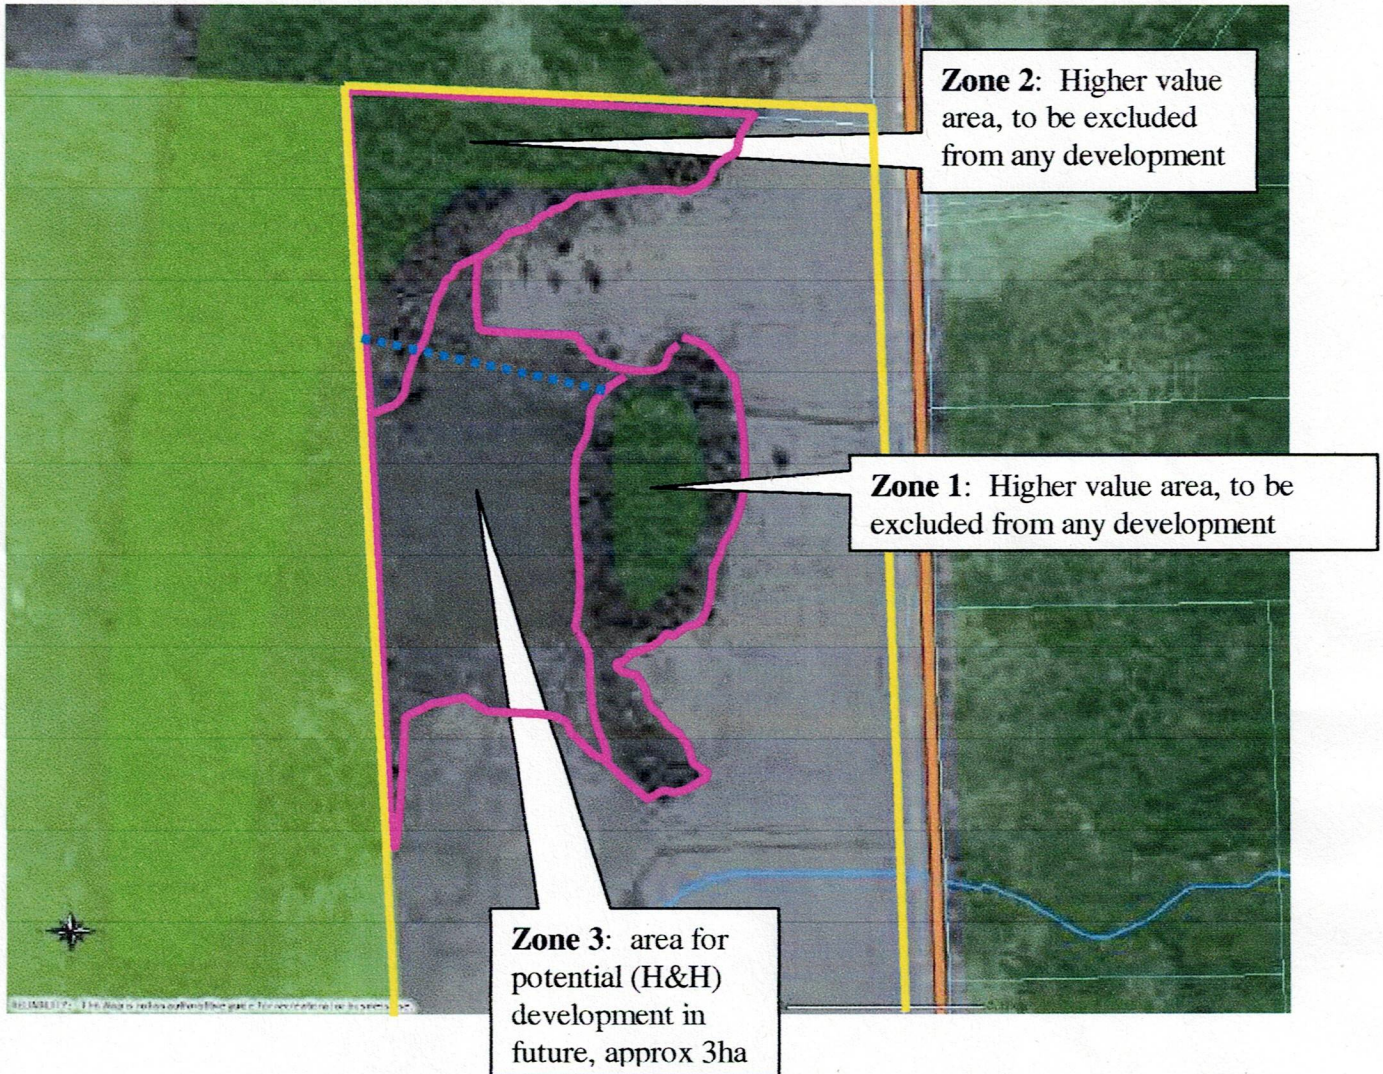 Zone 2: Higher value
area, to be excluded
from any development
Zone 1: Higher value area, to be
excluded from any development
Zone 3: area for
potential (H&H)
development in
future, approx 3ha